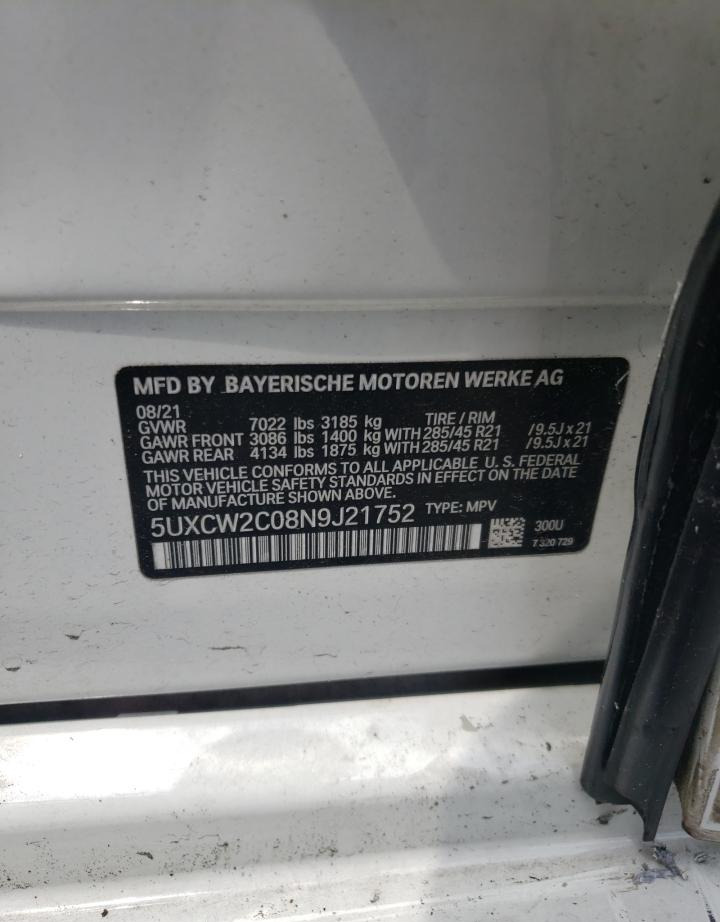 MFD BY BAYERISCHE MOTOREN WERKE AG
08/21
GVWR 7022 lbs 3185 kg TIRE / RIM
GAWR FRONT 3086 lbs 1400 kg WITH 285/45 R21 /9.5J x 21
GAWR REAR 4134 lbs 1875 kg WITH 285/45 R21 /9.5J x 21
THIS VEHICLE CONFORMS TO ALL APPLICABLE U. S. FEDERAL
MOTOR VEHICLE SAFETY STANDARDS IN EFFECT ON THE DATE
OF MANUFACTURE SHOWN ABOVE.
5UXCW2C08N9J21752 TYPE: MPV
300U
7 320 729